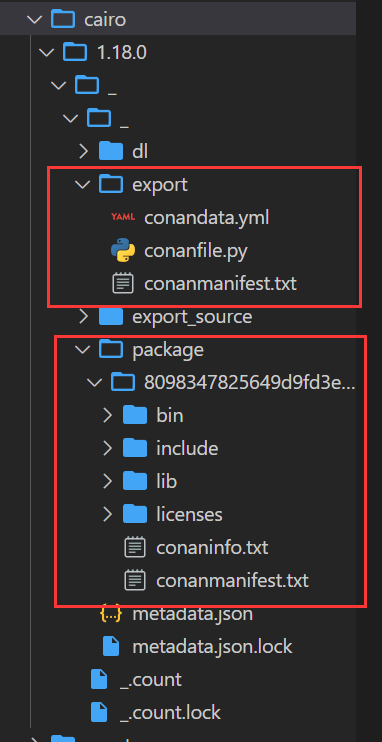 cairo
1.18.0
_
_
dl
export
YAML conandata.yml
conanfile.py
conanmanifest.txt
export_source
package
8098347825649d9fd3e...
bin
include
lib
licenses
conaninfo.txt
conanmanifest.txt
metadata.json
metadata.json.lock
_.count
_.count.lock